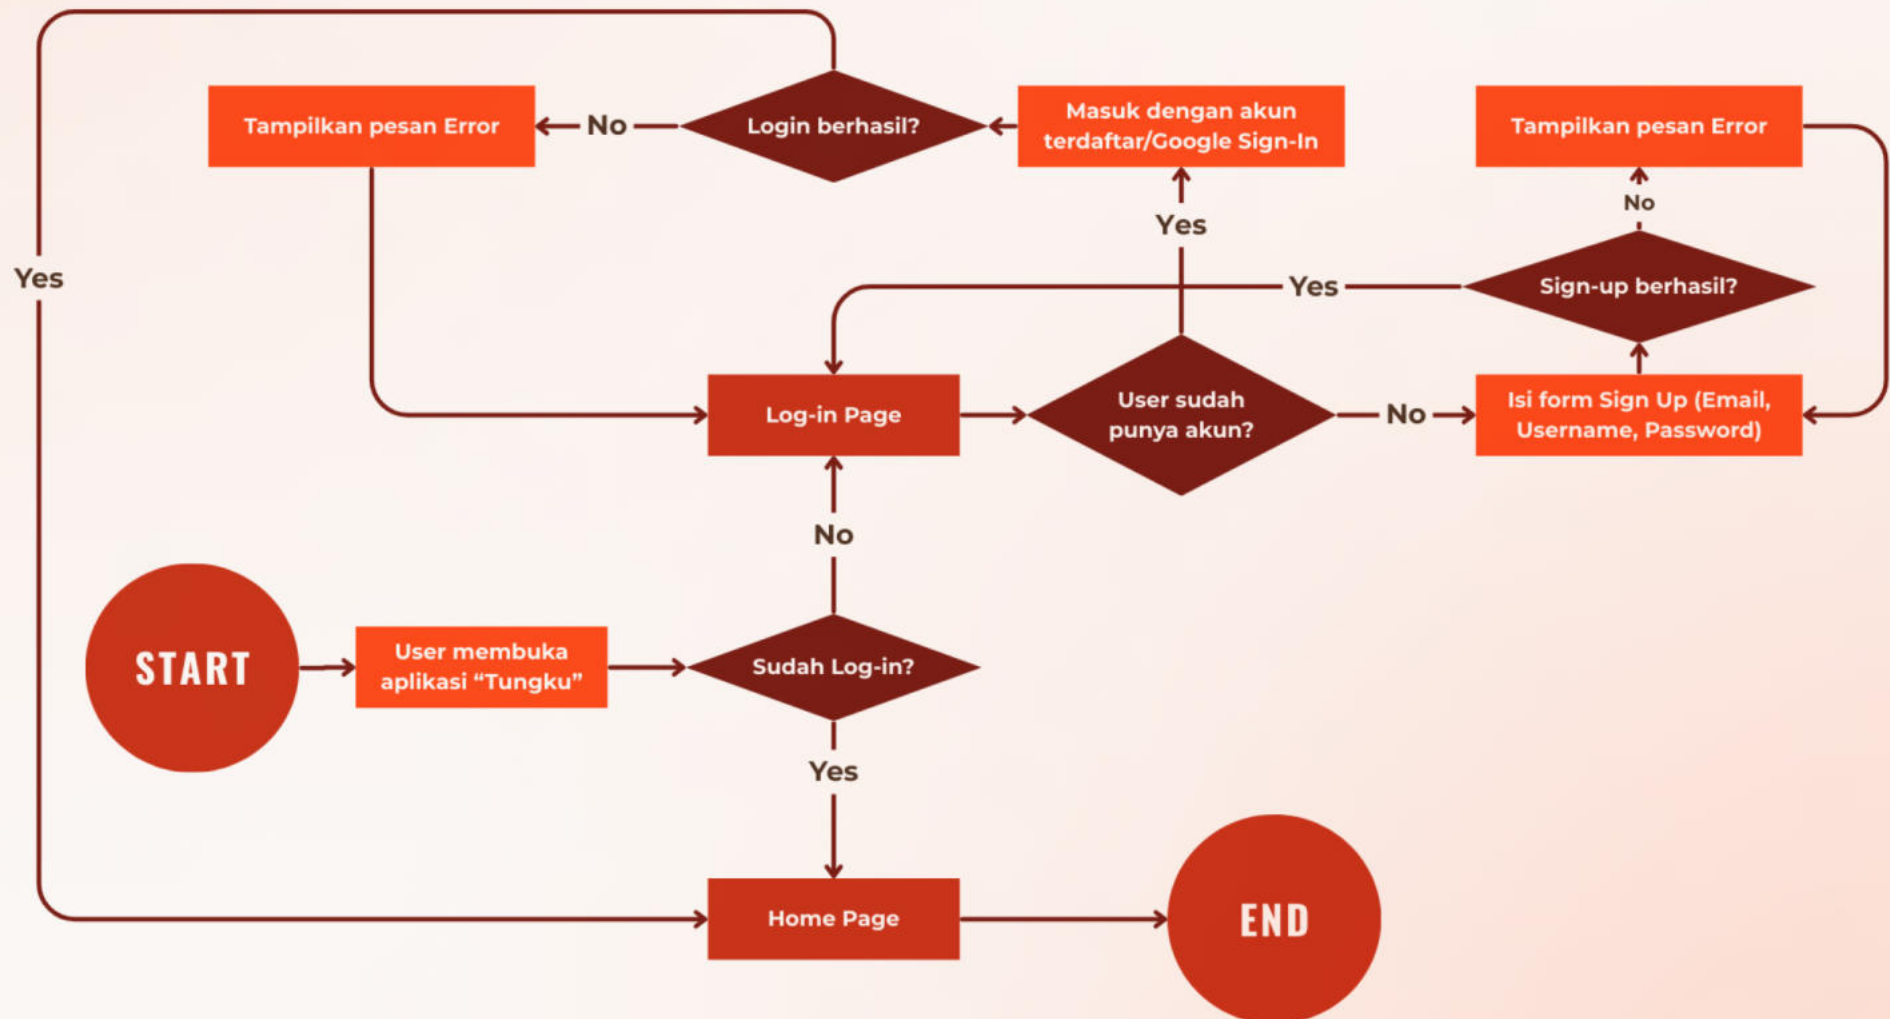 Tampilkan pesan Error
No
Login berhasil?
Masuk dengan akun
terdaftar/Google Sign-In
Tampilkan pesan Error
No
Yes
Yes
Yes
Sign-up berhasil?
Log-in Page
User sudah
punya akun?
No
Isi form Sign Up (Email,
Username, Password)
No
START
User membuka
aplikasi “Tungku”
Sudah Log-in?
Yes
Home Page
END